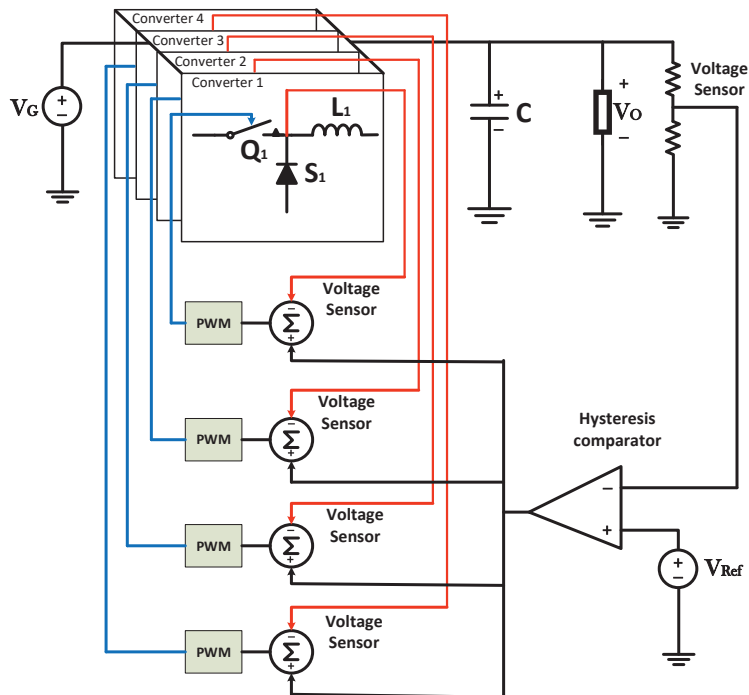 Converter 4
Converter 3
Converter 2
Converter 1
VG
+
−
Q1
L1
S1
+
−
C
+
VO
−
Voltage
Sensor
PWM
−
Σ
+
Voltage
Sensor
PWM
−
Σ
+
Voltage
Sensor
PWM
−
Σ
+
Voltage
Sensor
PWM
−
Σ
+
Voltage
Sensor
Hysteresis
comparator
−
+
+
−
VRef